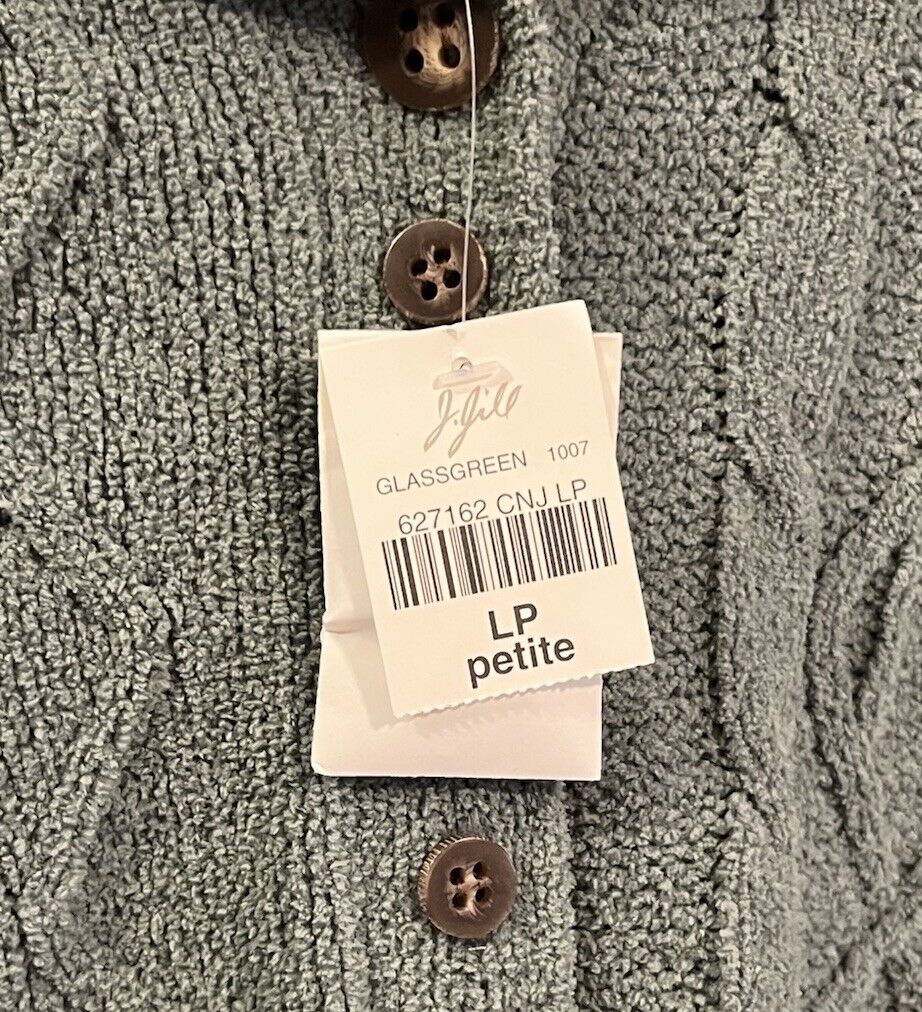 J.Jill
GLASSGREEN 1007
627162 CNJ LP
LP
petite